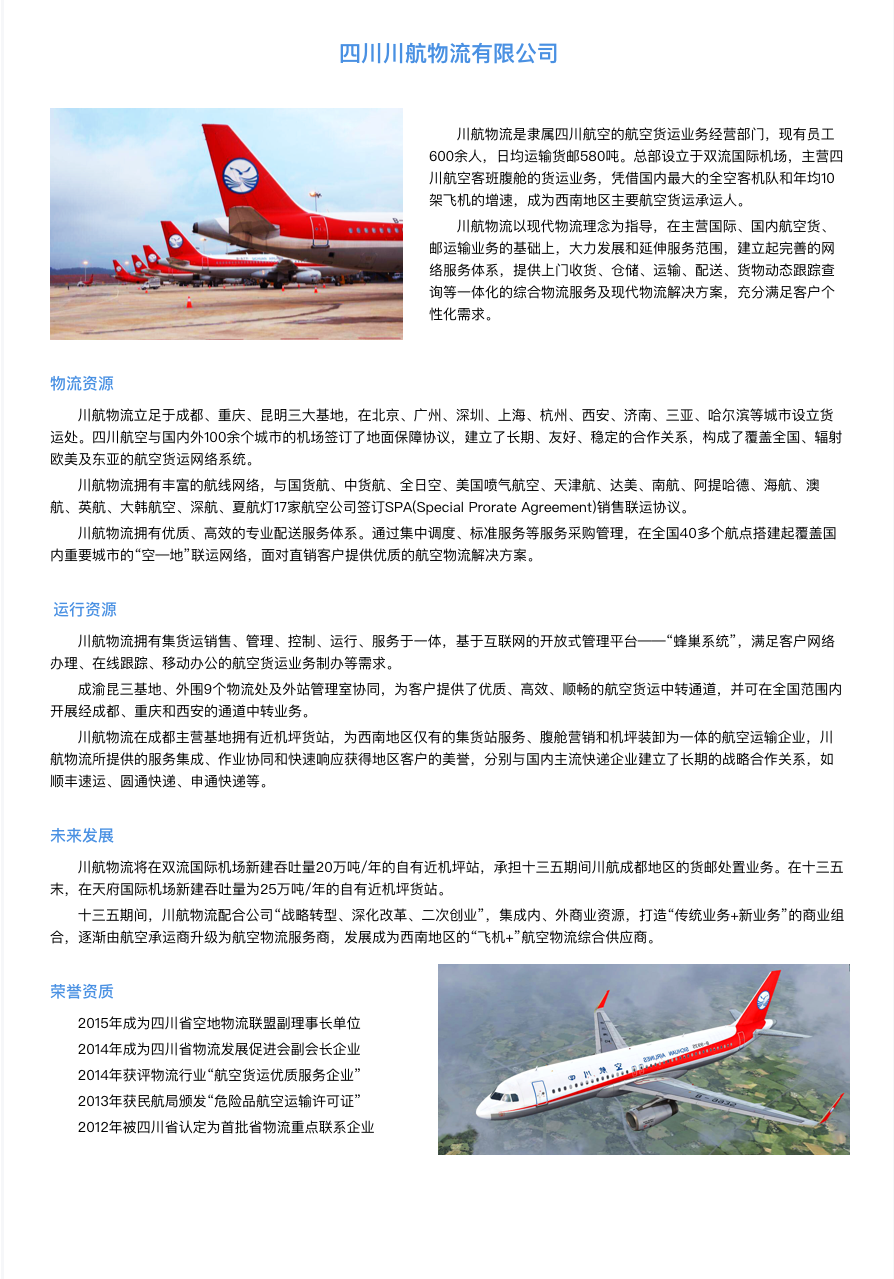 四川川航物流有限公司
川航物流是隶属四川航空的航空货运业务经营部门，现有员工
600余人，日均运输货邮580吨。总部设立于双流国际机场，主营四
川航空客班腹舱的货运业务，凭借国内最大的全空客机队和年均10
架飞机的增速，成为西南地区主要航空货运承运人。
川航物流以现代物流理念为指导，在主营国际、国内航空货、
邮运输业务的基础上，大力发展和延伸服务范围，建立起完善的网
络服务体系，提供上门收货、仓储、运输、配送、货物动态跟踪查
询等一体化的综合物流服务及现代物流解决方案，充分满足客户个
性化需求。
物流资源
川航物流立足于成都、重庆、昆明三大基地，在北京、广州、深圳、上海、杭州、西安、济南、三亚、哈尔滨等城市设立货
运处。四川航空与国内外100余个城市的机场签订了地面保障协议，建立了长期、友好、稳定的合作关系，构成了覆盖全国、辐射
欧美及东亚的航空货运网络系统。
川航物流拥有丰富的航线网络，与国货航、中货航、全日空、美国喷气航空、天津航、达美、南航、阿提哈德、海航、澳
航、英航、大韩航空、深航、夏航灯17家航空公司签订SPA(Special Prorate Agreement)销售联运协议。
川航物流拥有优质、高效的专业配送服务体系。通过集中调度、标准服务等服务采购管理，在全国40多个航点搭建起覆盖国
内重要城市的“空—地”联运网络，面对直销客户提供优质的航空物流解决方案。
运行资源
川航物流拥有集货运销售、管理、控制、运行、服务于一体，基于互联网的开放式管理平台——“蜂巢系统”，满足客户网络
办理、在线跟踪、移动办公的航空货运业务制办等需求。
成渝昆三基地、外围9个物流处及外站管理室协同，为客户提供了优质、高效、顺畅的航空货运中转通道，并可在全国范围内
开展经成都、重庆和西安的通道中转业务。
川航物流在成都主营基地拥有近机坪货站，为西南地区仅有的集货站服务、腹舱营销和机坪装卸为一体的航空运输企业，川
航物流所提供的服务集成、作业协同和快速响应获得地区客户的美誉，分别与国内主流快递企业建立了长期的战略合作关系，如
顺丰速运、圆通快递、申通快递等。
未来发展
川航物流将在双流国际机场新建吞吐量20万吨/年的自有近机坪站，承担十三五期间川航成都地区的货邮处置业务。在十三五
末，在天府国际机场新建吞吐量为25万吨/年的自有近机坪货站。
十三五期间，川航物流配合公司“战略转型、深化改革、二次创业”，集成内、外商业资源，打造“传统业务+新业务”的商业组
合，逐渐由航空承运商升级为航空物流服务商，发展成为西南地区的“飞机+”航空物流综合供应商。
荣誉资质
2015年成为四川省空地物流联盟副理事长单位
2014年成为四川省物流发展促进会副会长企业
2014年获评物流行业“航空货运优质服务企业”
2013年获民航局颁发“危险品航空运输许可证”
2012年被四川省认定为首批省物流重点联系企业
四川航空
SICHUAN AIRLINES